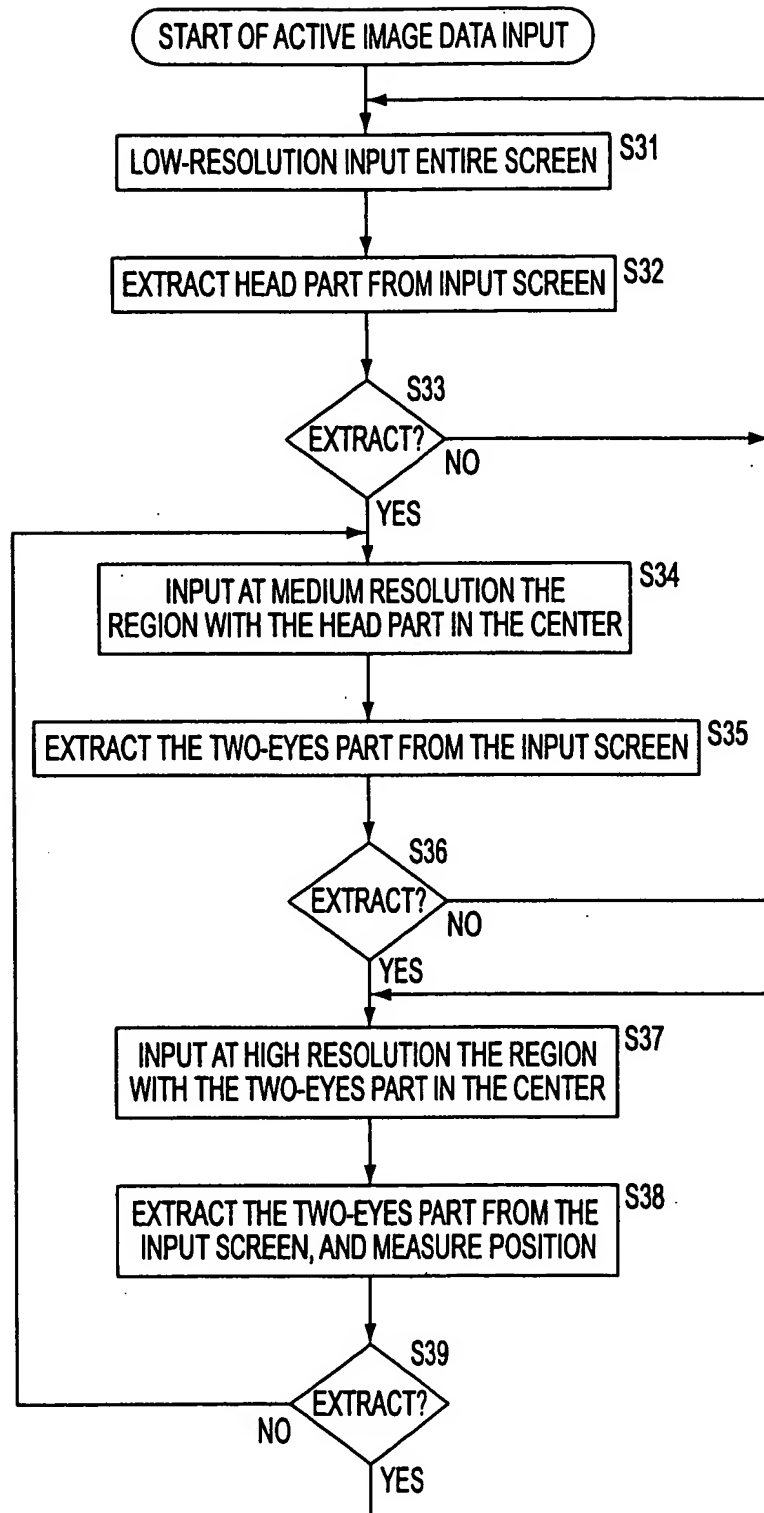 START OF ACTIVE IMAGE DATA INPUT
LOW-RESOLUTION INPUT ENTIRE SCREEN
S31
EXTRACT HEAD PART FROM INPUT SCREEN
S32
S33
EXTRACT?
NO
YES
INPUT AT MEDIUM RESOLUTION THE
REGION WITH THE HEAD PART IN THE CENTER
S34
EXTRACT THE TWO-EYES PART FROM THE INPUT SCREEN
S35
S36
EXTRACT?
NO
YES
INPUT AT HIGH RESOLUTION THE REGION
WITH THE TWO-EYES PART IN THE CENTER
S37
EXTRACT THE TWO-EYES PART FROM THE
INPUT SCREEN, AND MEASURE POSITION
S38
S39
EXTRACT?
NO
YES